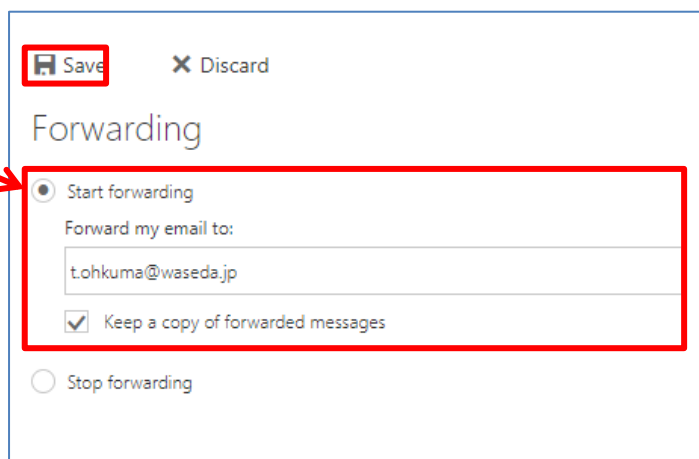 Save Discard
Forwarding
Start forwarding
Forward my email to:
t.ohkuma@waseda.jp
Keep a copy of forwarded messages
Stop forwarding